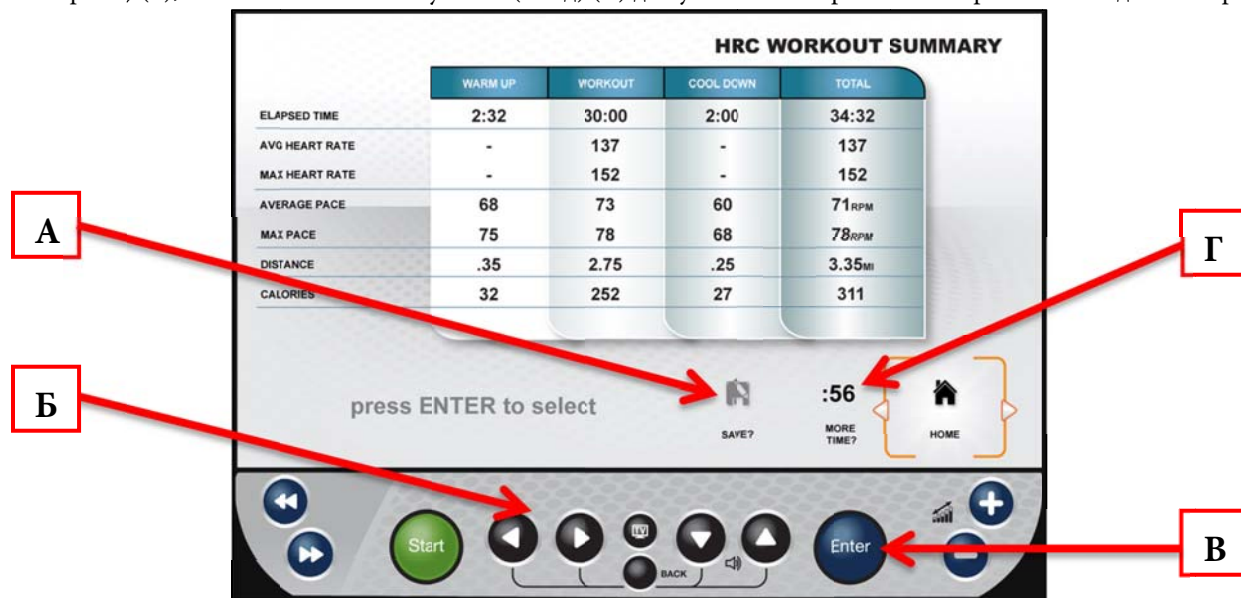 HRC WORKOUT SUMMARY
WARM UP WORKOUT COOL DOWN TOTAL
ELAPSED TIME 2:32 30:00 2:00 34:32
AVG HEART RATE - 137 - 137
MAX HEART RATE - 152 - 152
AVERAGE PACE 68 73 60 71RPM
MAX PACE 75 78 68 78RPM
DISTANCE .35 2.75 .25 3.35MI
CALORIES 32 252 27 311
А
Г
Б
press ENTER to select
SAVE?
:56
MORE
TIME?
HOME
Start
TV
BACK
Enter
В